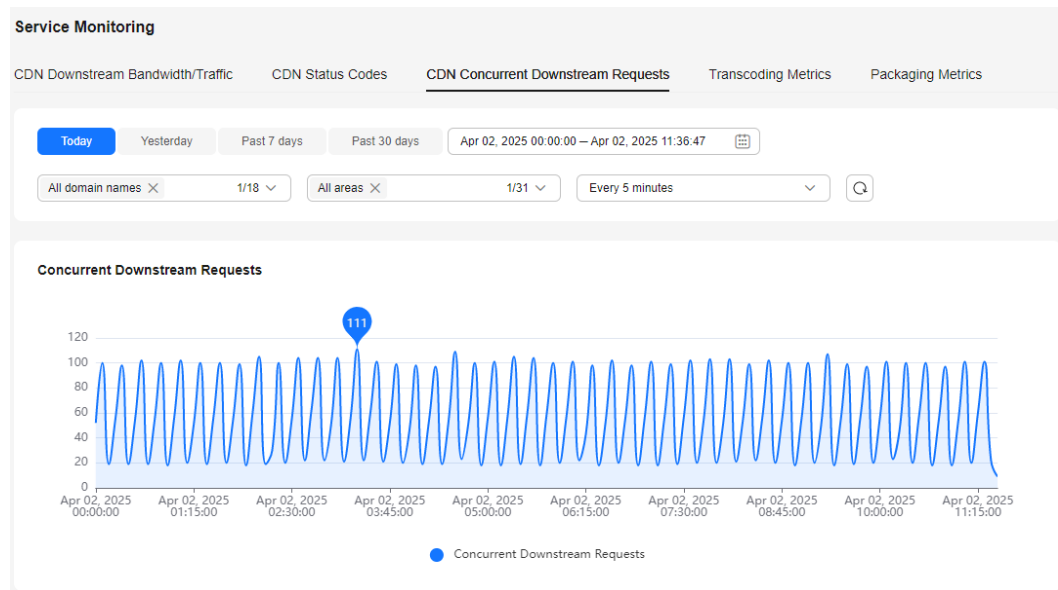 Service Monitoring
CDN Downstream Bandwidth/Traffic CDN Status Codes CDN Concurrent Downstream Requests Transcoding Metrics Packaging Metrics
Today Yesterday Past 7 days Past 30 days Apr 02, 2025 00:00:00 — Apr 02, 2025 11:36:47
All domain names 1/18 All areas 1/31 Every 5 minutes
Concurrent Downstream Requests
111
120
100
80
60
40
20
0
Apr 02, 2025 Apr 02, 2025 Apr 02, 2025 Apr 02, 2025 Apr 02, 2025 Apr 02, 2025 Apr 02, 2025 Apr 02, 2025 Apr 02, 2025 Apr 02, 2025
00:00:00 01:15:00 02:30:00 03:45:00 05:00:00 06:15:00 07:30:00 08:45:00 10:00:00 11:15:00
Concurrent Downstream Requests